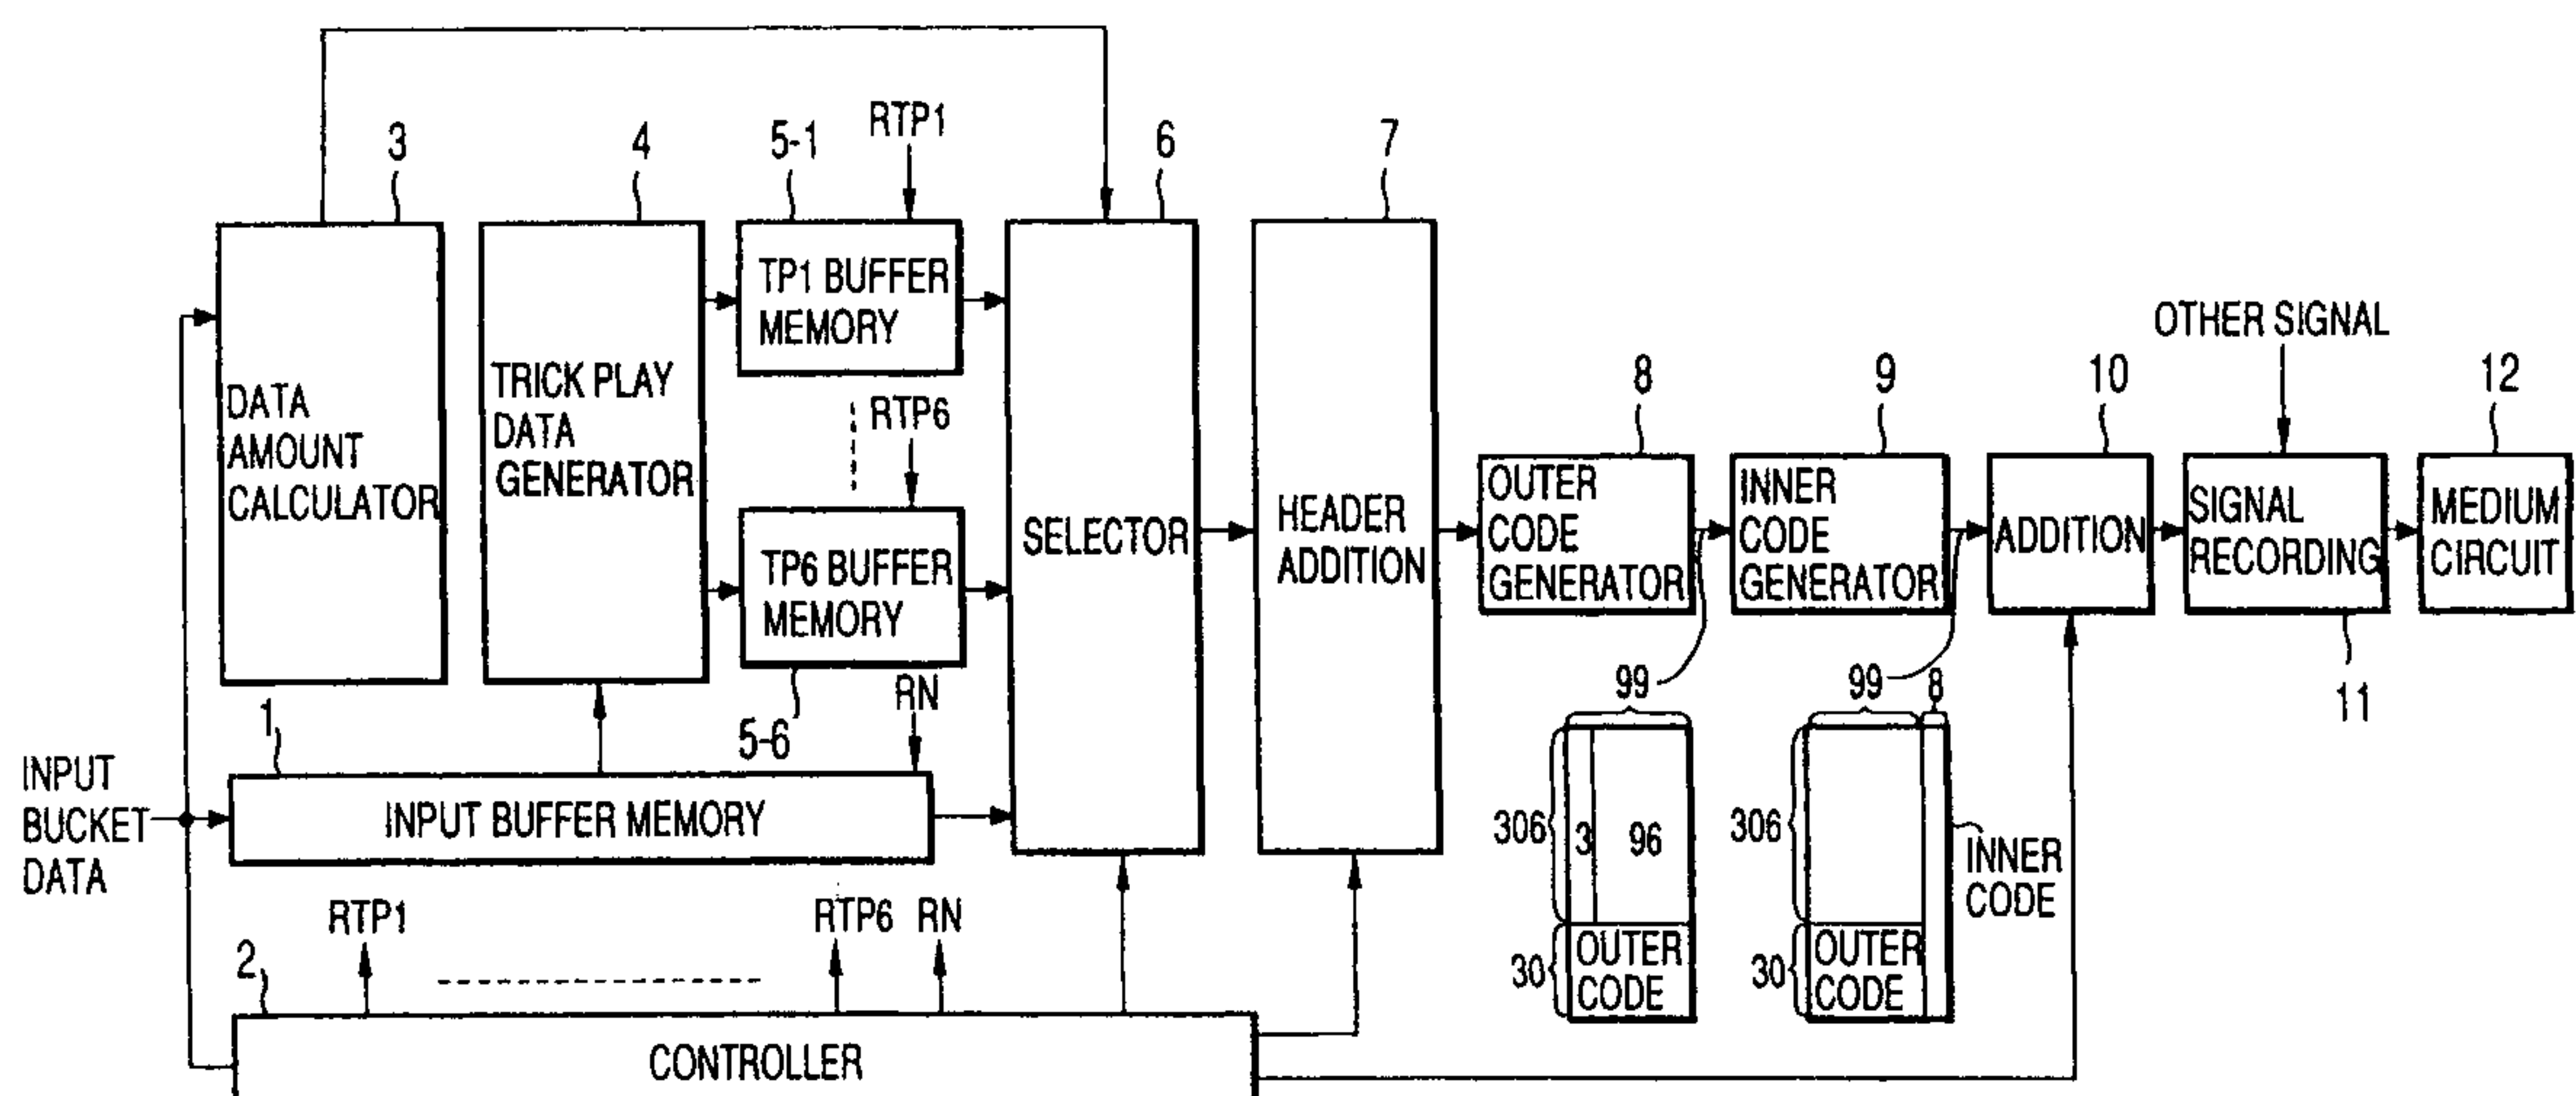 3
4
5-1
RTP1
6
7
DATA
AMOUNT
CALCULATOR
TRICK PLAY
DATA
GENERATOR
TP1 BUFFER
MEMORY
RTP6
TP6 BUFFER
MEMORY
5-6
RN
SELECTOR
HEADER
ADDITION
8
OUTER
CODE
GENERATOR
9
INNER
CODE
GENERATOR
10
ADDITION
OTHER SIGNAL
SIGNAL
RECORDING
11
12
MEDIUM
CIRCUIT
1
INPUT
BUCKET
DATA
INPUT BUFFER MEMORY
99
306
3
96
30
OUTER
CODE
99
8
306
30
OUTER
CODE
INNER
CODE
RTP1
RTP6
RN
2
CONTROLLER